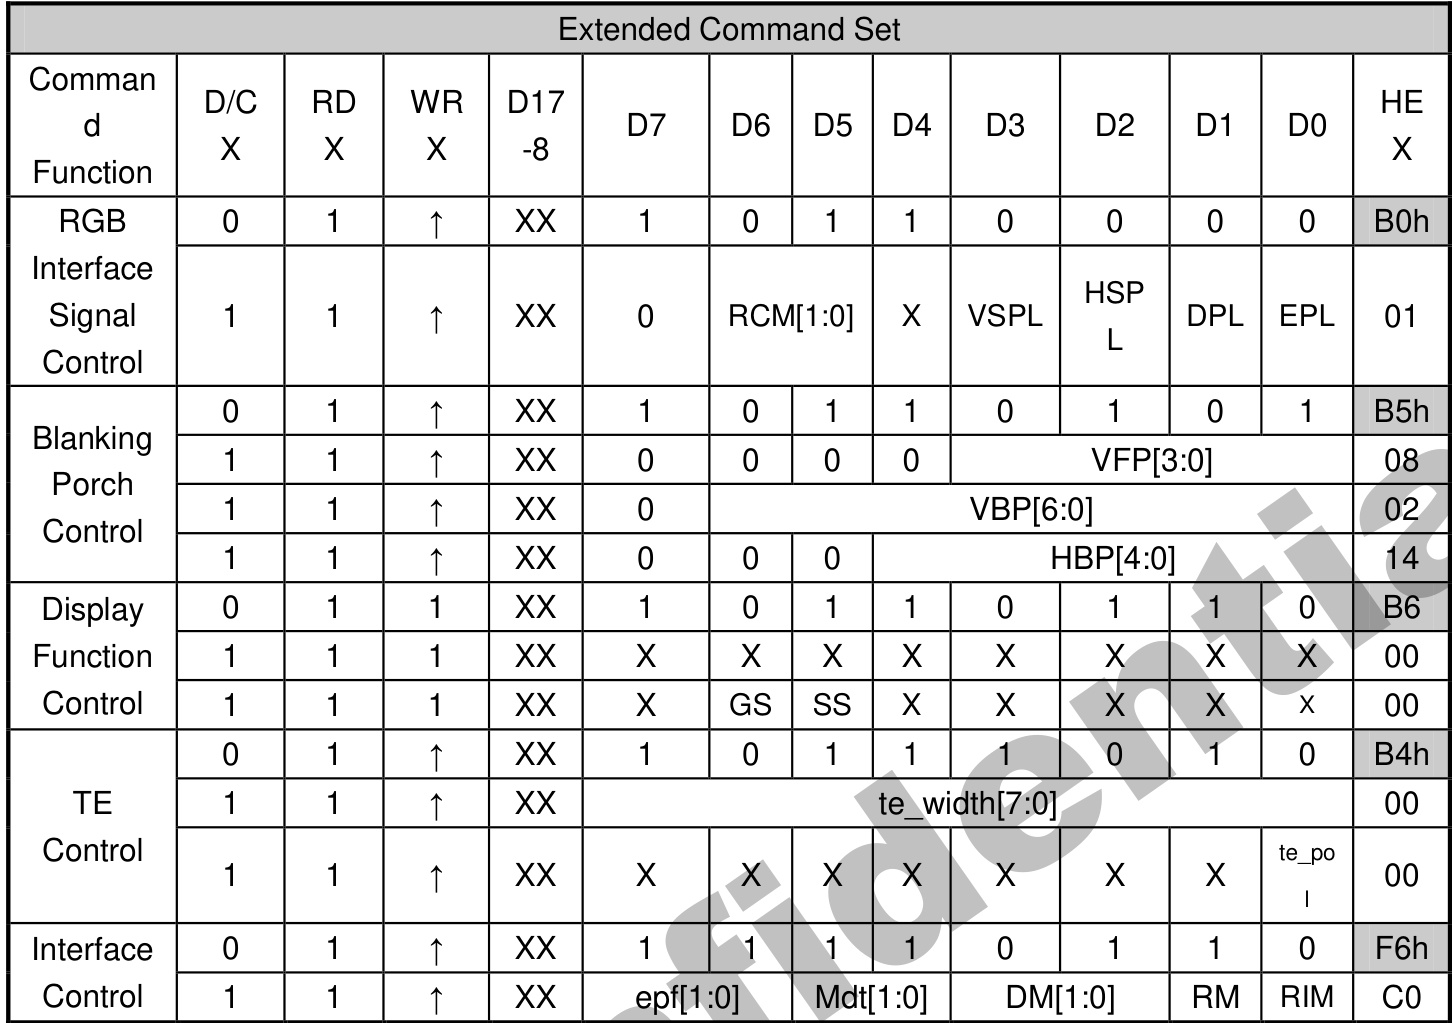 Extended Command Set
Comman
d
Function
D/C
X
RD
X
WR
X
D17
-8
D7
D6
D5
D4
D3
D2
D1
D0
HE
X
RGB
Interface
Signal
Control
0 1 ↑ XX 1 0 1 1 0 0 0 0 B0h
1 1 ↑ XX 0 RCM[1:0] X VSPL HSP
L
DPL EPL 01
Blanking
Porch
Control
0 1 ↑ XX 1 0 1 1 0 1 0 1 B5h
1 1 ↑ XX 0 0 0 0 VFP[3:0] 08
1 1 ↑ XX 0 VBP[6:0] 02
1 1 ↑ XX 0 0 0 HBP[4:0] 14
Display
Function
Control
0 1 1 XX 1 0 1 1 0 1 1 0 B6
1 1 1 XX X X X X X X X X 00
1 1 1 XX X GS SS X X X X X 00
TE
Control
0 1 ↑ XX 1 0 1 1 1 0 1 0 B4h
1 1 ↑ XX te_width[7:0] 00
1 1 ↑ XX X X X X X X X te_po
l
00
Interface
Control
0 1 ↑ XX 1 1 1 1 0 1 1 0 F6h
1 1 ↑ XX epf[1:0] Mdt[1:0] DM[1:0] RM RIM C0
fidentia